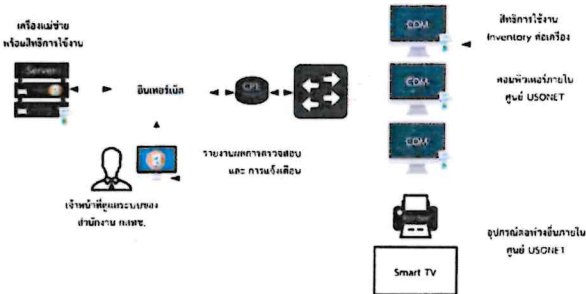 เครื่องแม่ข่าย
พร้อมสิทธิการใช้งาน
Server
อินเทอร์เน็ต
CPE
COM
COM
COM
สิทธิการใช้งาน
Inventory ต่อเครื่อง
คอมพิวเตอร์ภายใน
ศูนย์ USONET
รายงานผลการตรวจสอบ
และ การแจ้งเตือน
เจ้าหน้าที่ดูแลระบบของ
สำนักงาน กสทช.
อุปกรณ์ต่อพ่วงอื่นภายใน
ศูนย์ USONET
Smart TV